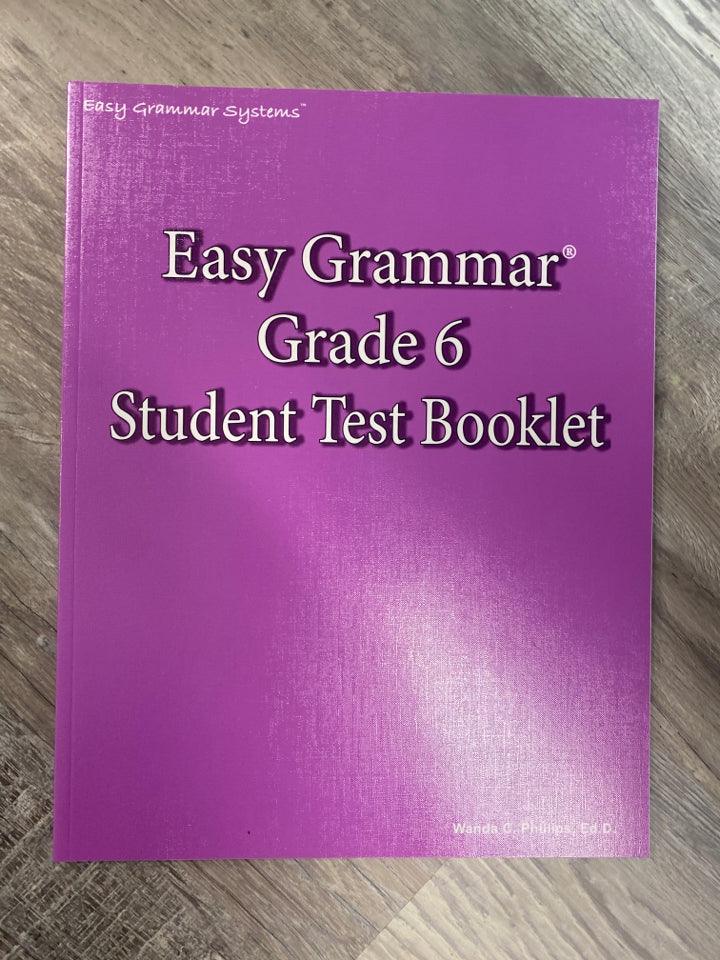 Easy Grammar Systems™
Easy Grammar®
Grade 6
Student Test Booklet
Wanda C. Phillips, Ed.D.